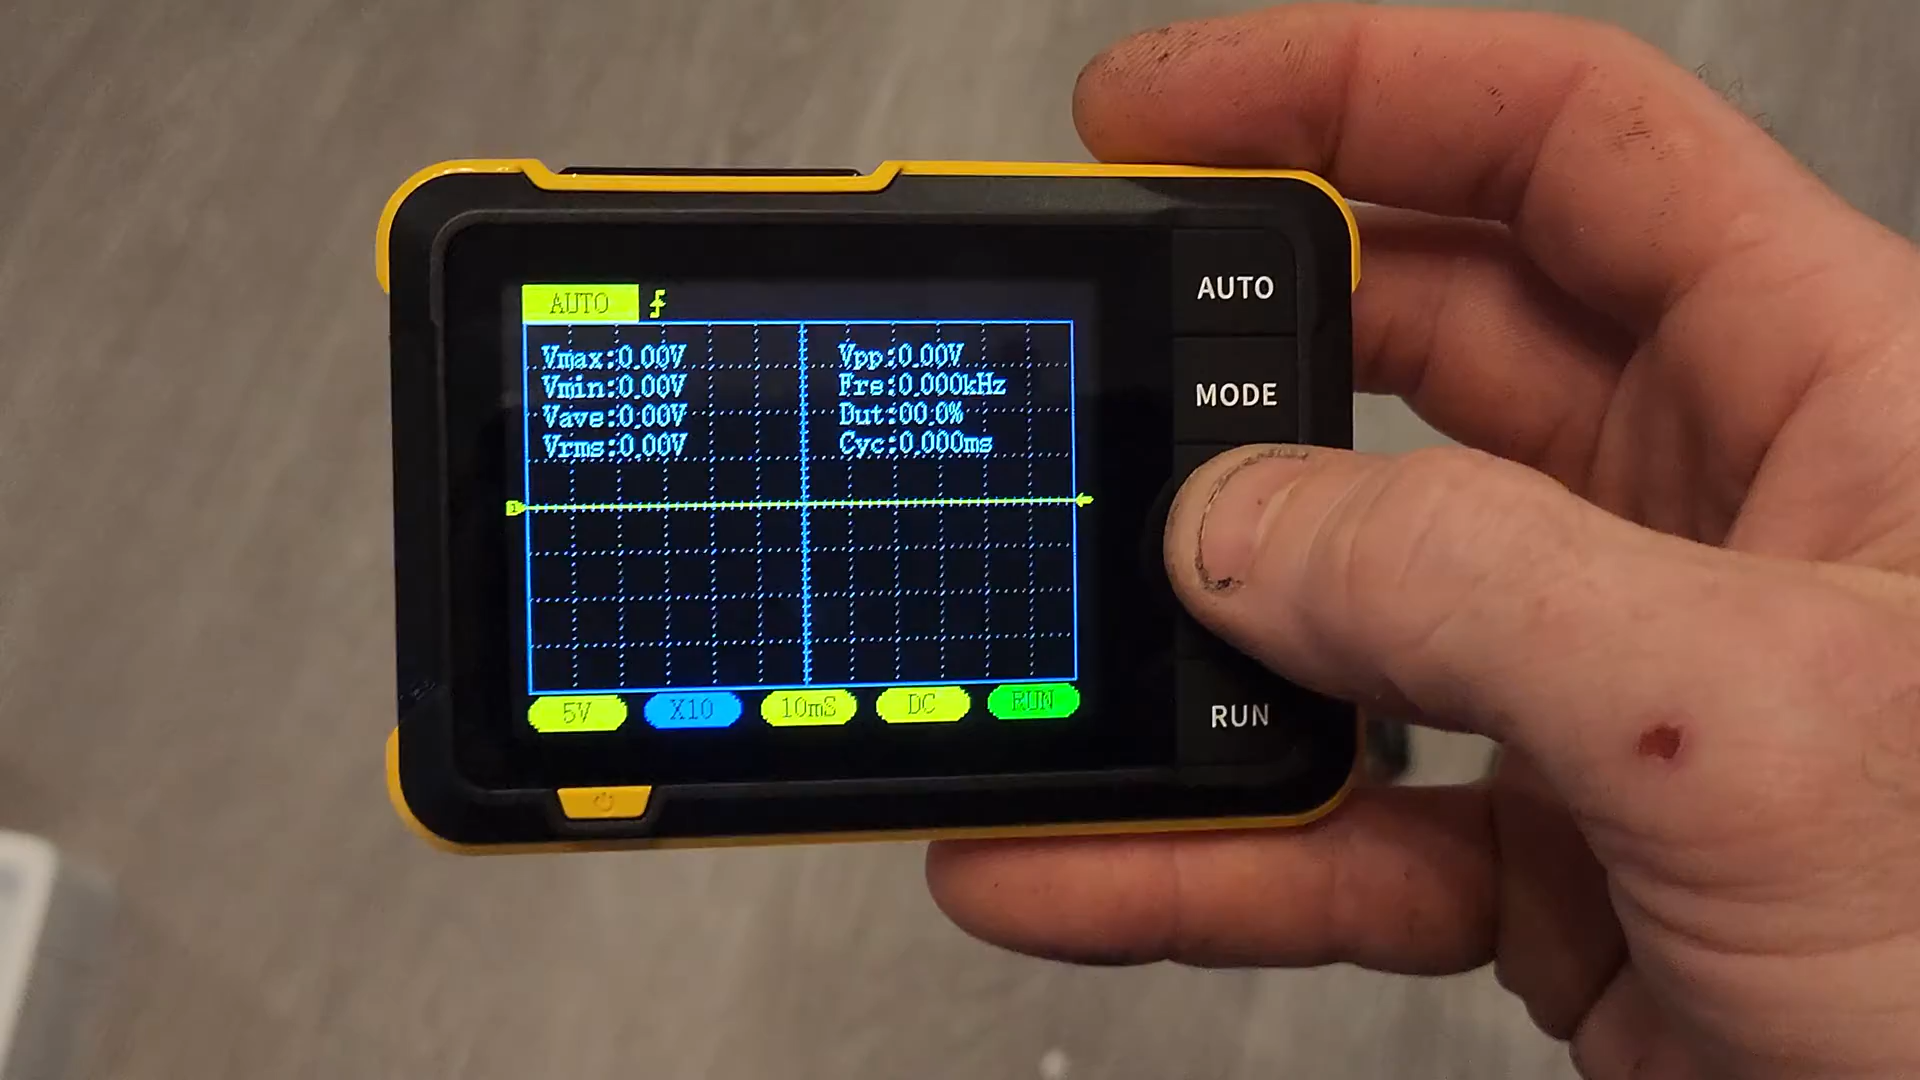 AUTO
Vmax:0.00V
Vmin:0.00V
Vave:0.00V
Vrms:0.00V
Vpp:0.00V
Fre:0.000kHz
Dut:00.0%
Cyc:0.000ms
1
5V
X10
10mS
DC
RUN
AUTO
MODE
RUN